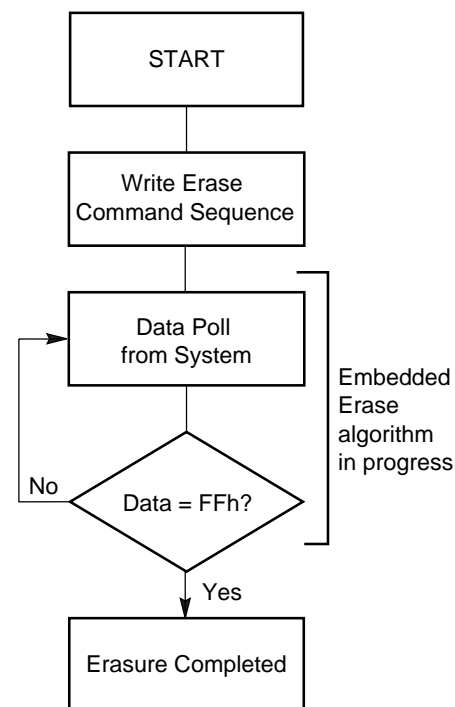 START
Write Erase
Command Sequence
Data Poll
from System
Embedded
Erase
algorithm
in progress
No
Data = FFh?
Yes
Erasure Completed